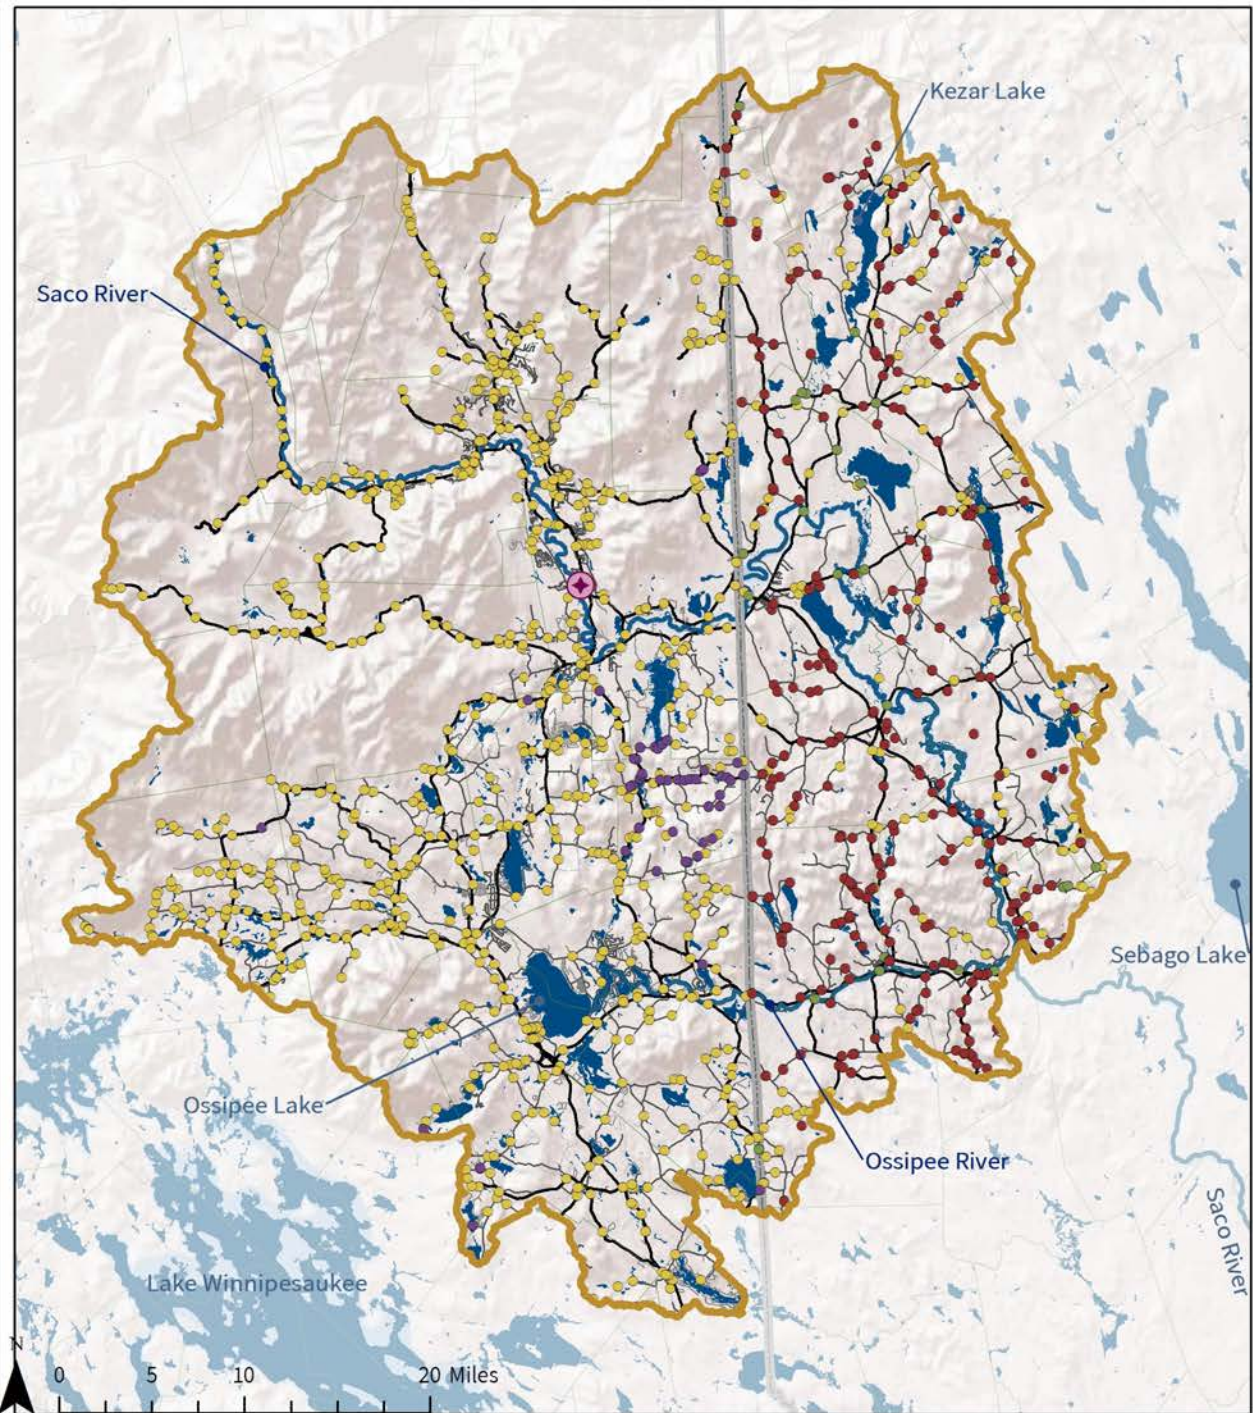 Kezar Lake
Saco River
Sebago Lake
Ossipee Lake
Ossipee River
Saco River
Lake Winnipesaukee
N
0 5 10 20 Miles